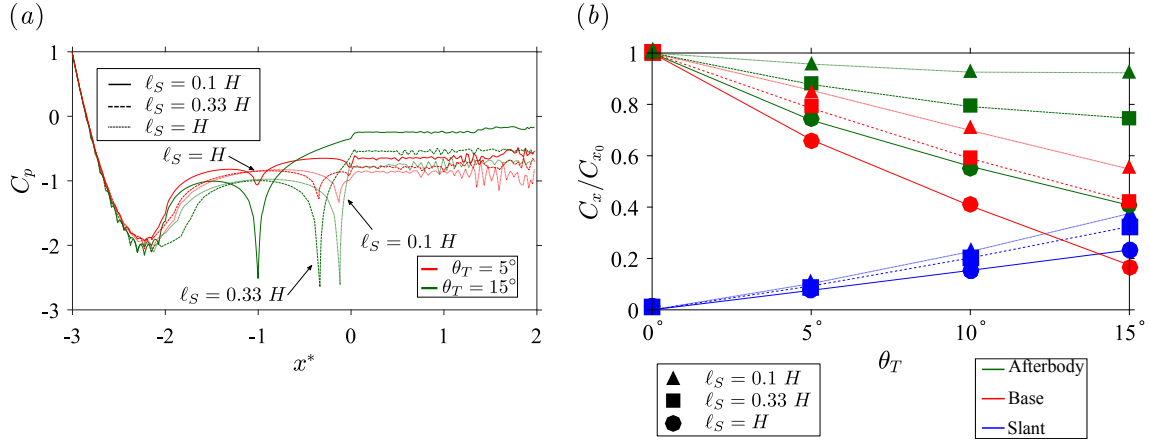 (a)
1
0
-1
-2
-3
C_p
-3
-2
-1
0
1
2
x*
ℓ_S = 0.1 H
ℓ_S = 0.33 H
ℓ_S = H
ℓ_S = H
ℓ_S = 0.1 H
ℓ_S = 0.33 H
θ_T = 5°
θ_T = 15°
(b)
1
0.8
0.6
0.4
0.2
0
C_x/C_{x_0}
0°
5°
10°
15°
θ_T
ℓ_S = 0.1 H
ℓ_S = 0.33 H
ℓ_S = H
Afterbody
Base
Slant